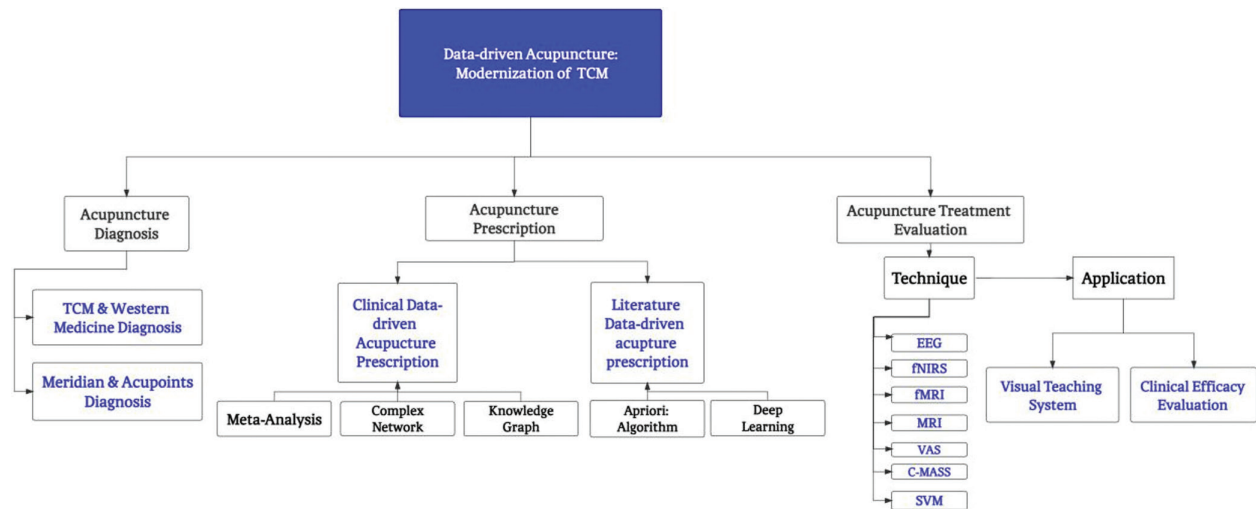 Data-driven Acupuncture:
Modernization of TCM
Acupuncture
Diagnosis
TCM & Western
Medicine Diagnosis
Meridian & Acupoints
Diagnosis
Acupuncture
Prescription
Clinical Data-
driven
Acupucture
Prescription
Meta-Analysis
Complex
Network
Knowledge
Graph
Literature
Data-driven
acupture
prescription
Apriori:
Algorithm
Deep
Learning
Acupuncture Treatment
Evaluation
Technique
EEG
fNIRS
fMRI
MRI
VAS
C-MASS
SVM
Application
Visual Teaching
System
Clinical Efficacy
Evaluation